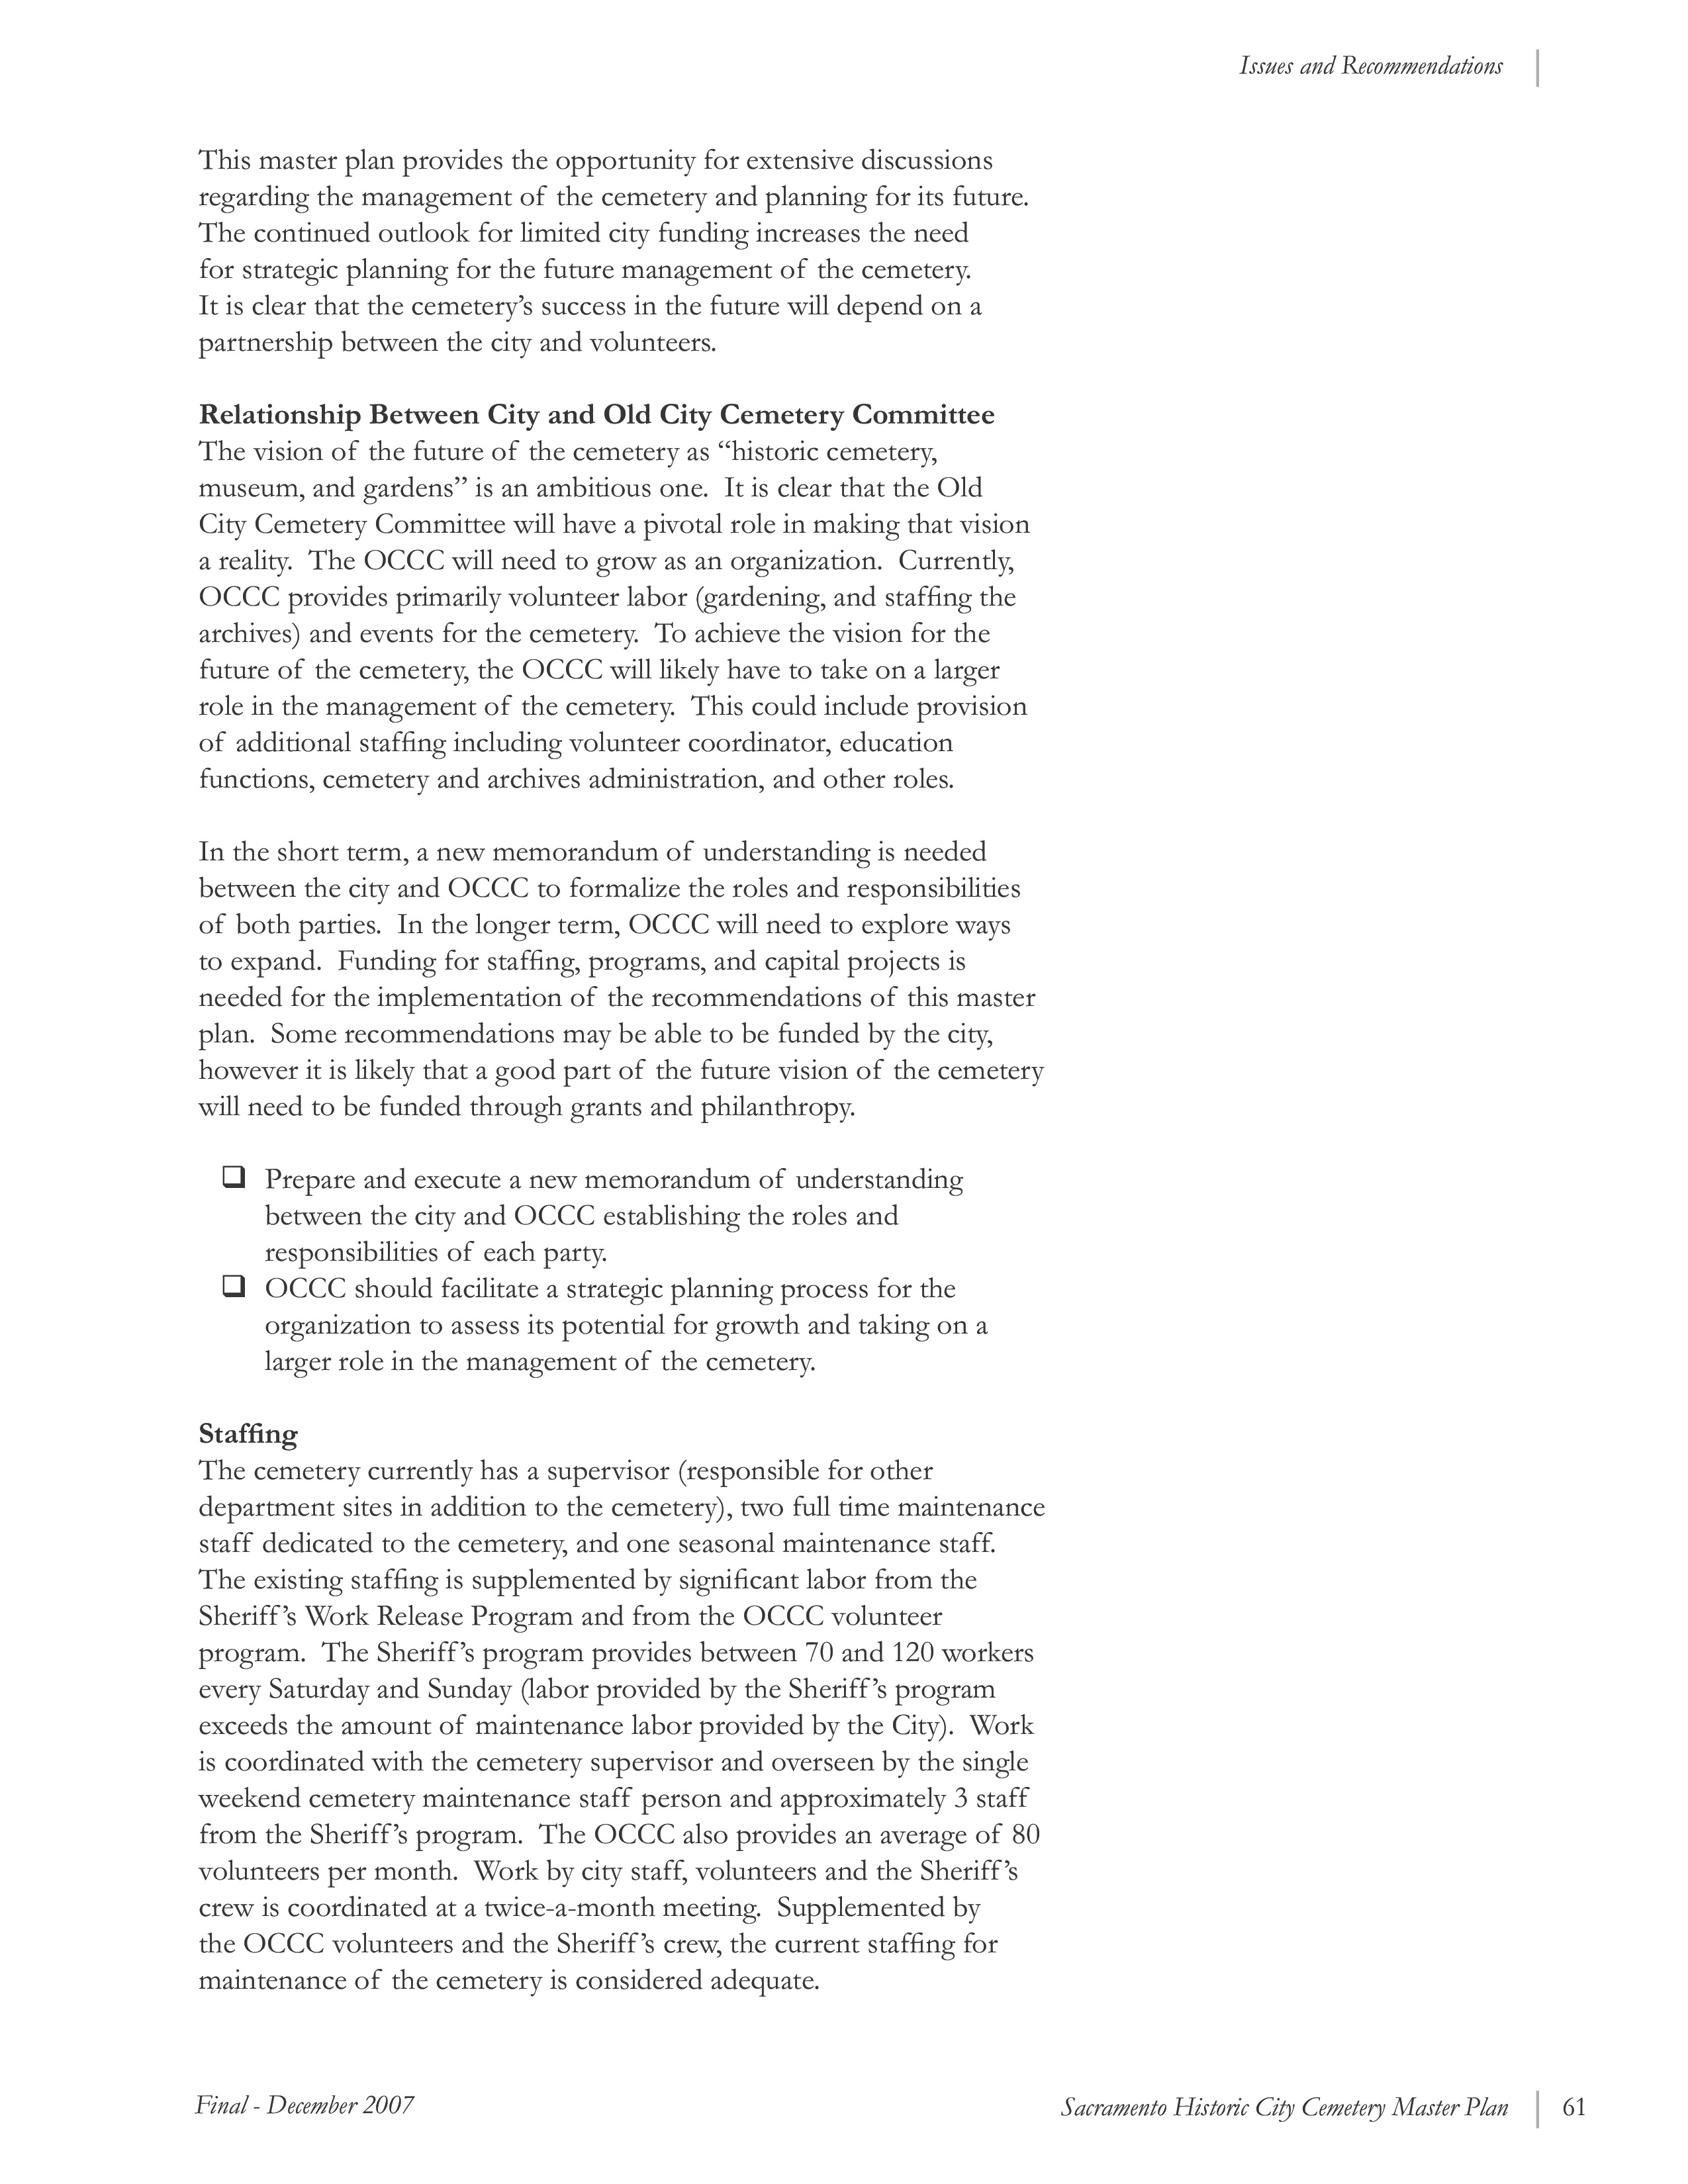 Issues and Recommendations
This master plan provides the opportunity for extensive discussions
regarding the management of the cemetery and planning for its future.
The continued outlook for limited city funding increases the need
for strategic planning for the future management of the cemetery.
It is clear that the cemetery’s success in the future will depend on a
partnership between the city and volunteers.
Relationship Between City and Old City Cemetery Committee
The vision of the future of the cemetery as “historic cemetery,
museum, and gardens” is an ambitious one.  It is clear that the Old
City Cemetery Committee will have a pivotal role in making that vision
a reality.  The OCCC will need to grow as an organization.  Currently,
OCCC provides primarily volunteer labor (gardening, and staffing the
archives) and events for the cemetery.  To achieve the vision for the
future of the cemetery, the OCCC will likely have to take on a larger
role in the management of the cemetery.  This could include provision
of additional staffing including volunteer coordinator, education
functions, cemetery and archives administration, and other roles.
In the short term, a new memorandum of understanding is needed
between the city and OCCC to formalize the roles and responsibilities
of both parties.  In the longer term, OCCC will need to explore ways
to expand.  Funding for staffing, programs, and capital projects is
needed for the implementation of the recommendations of this master
plan.  Some recommendations may be able to be funded by the city,
however it is likely that a good part of the future vision of the cemetery
will need to be funded through grants and philanthropy.
❑ Prepare and execute a new memorandum of understanding
between the city and OCCC establishing the roles and
responsibilities of each party.
❑ OCCC should facilitate a strategic planning process for the
organization to assess its potential for growth and taking on a
larger role in the management of the cemetery.
Staffing
The cemetery currently has a supervisor (responsible for other
department sites in addition to the cemetery), two full time maintenance
staff dedicated to the cemetery, and one seasonal maintenance staff.
The existing staffing is supplemented by significant labor from the
Sheriff’s Work Release Program and from the OCCC volunteer
program.  The Sheriff’s program provides between 70 and 120 workers
every Saturday and Sunday (labor provided by the Sheriff’s program
exceeds the amount of maintenance labor provided by the City).  Work
is coordinated with the cemetery supervisor and overseen by the single
weekend cemetery maintenance staff person and approximately 3 staff
from the Sheriff’s program.  The OCCC also provides an average of 80
volunteers per month.  Work by city staff, volunteers and the Sheriff’s
crew is coordinated at a twice-a-month meeting.  Supplemented by
the OCCC volunteers and the Sheriff’s crew, the current staffing for
maintenance of the cemetery is considered adequate.
Final - December 2007
Sacramento Historic City Cemetery Master Plan 61